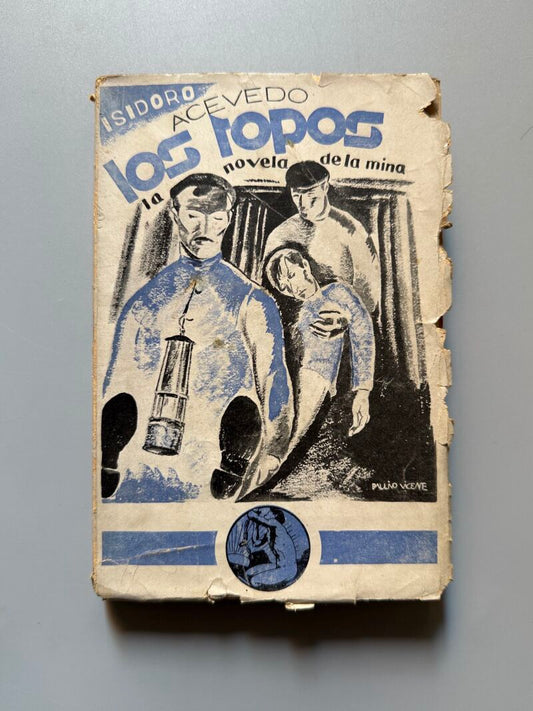 ISIDORO
ACEVEDO
los topos
la novela de la mina